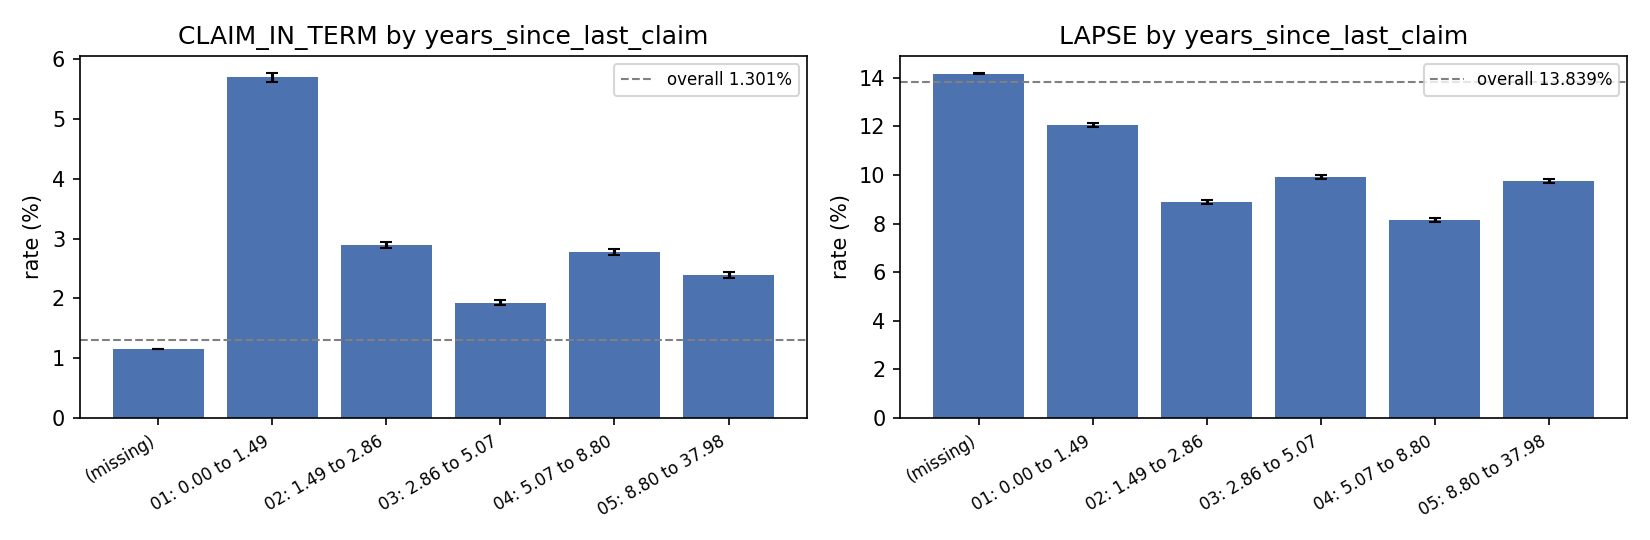 CLAIM_IN_TERM by years_since_last_claim
overall 1.301%
rate (%)
6
5
4
3
2
1
0
(missing)
01: 0.00 to 1.49
02: 1.49 to 2.86
03: 2.86 to 5.07
04: 5.07 to 8.80
05: 8.80 to 37.98
LAPSE by years_since_last_claim
overall 13.839%
rate (%)
14
12
10
8
6
4
2
0
(missing)
01: 0.00 to 1.49
02: 1.49 to 2.86
03: 2.86 to 5.07
04: 5.07 to 8.80
05: 8.80 to 37.98